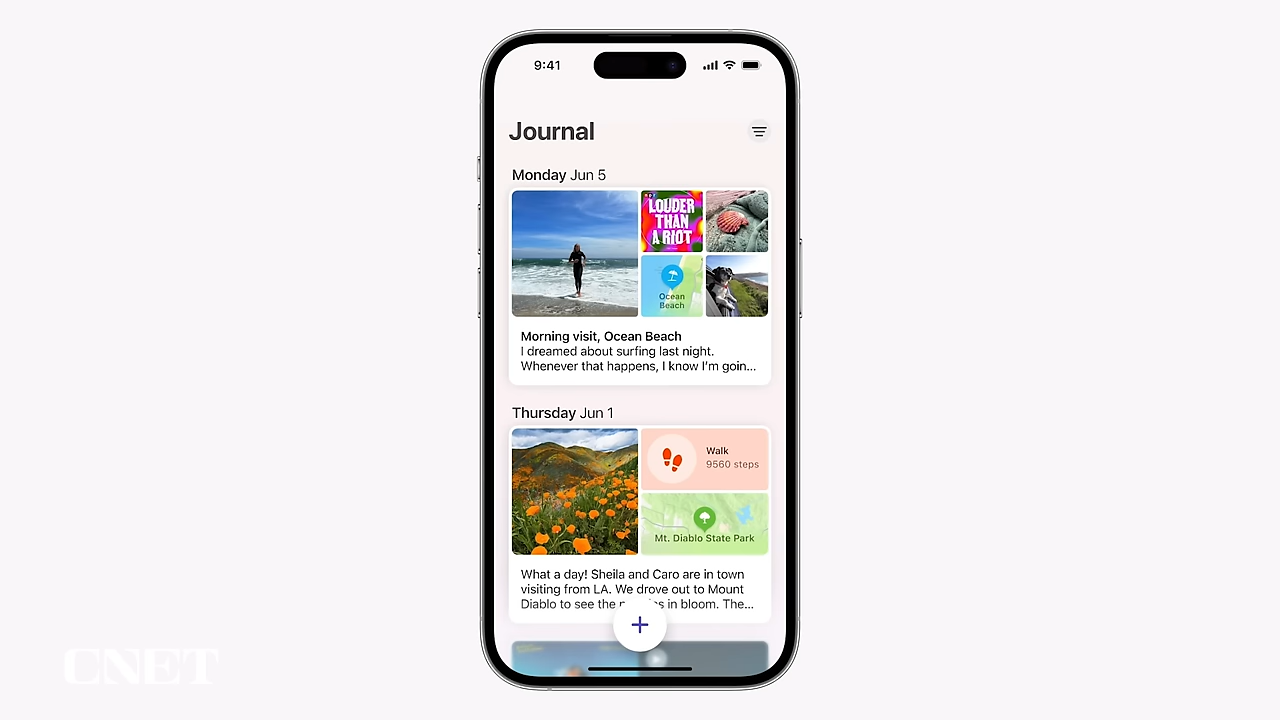 9:41
Journal
Monday Jun 5
LOUDER
THAN
A RIOT
Ocean
Beach
Morning visit, Ocean Beach
I dreamed about surfing last night.
Whenever that happens, I know I'm goin...
Thursday Jun 1
Walk
9560 steps
Mt. Diablo State Park
What a day! Sheila and Caro are in town
visiting from LA. We drove out to Mount
Diablo to see the in bloom. The...
CNET